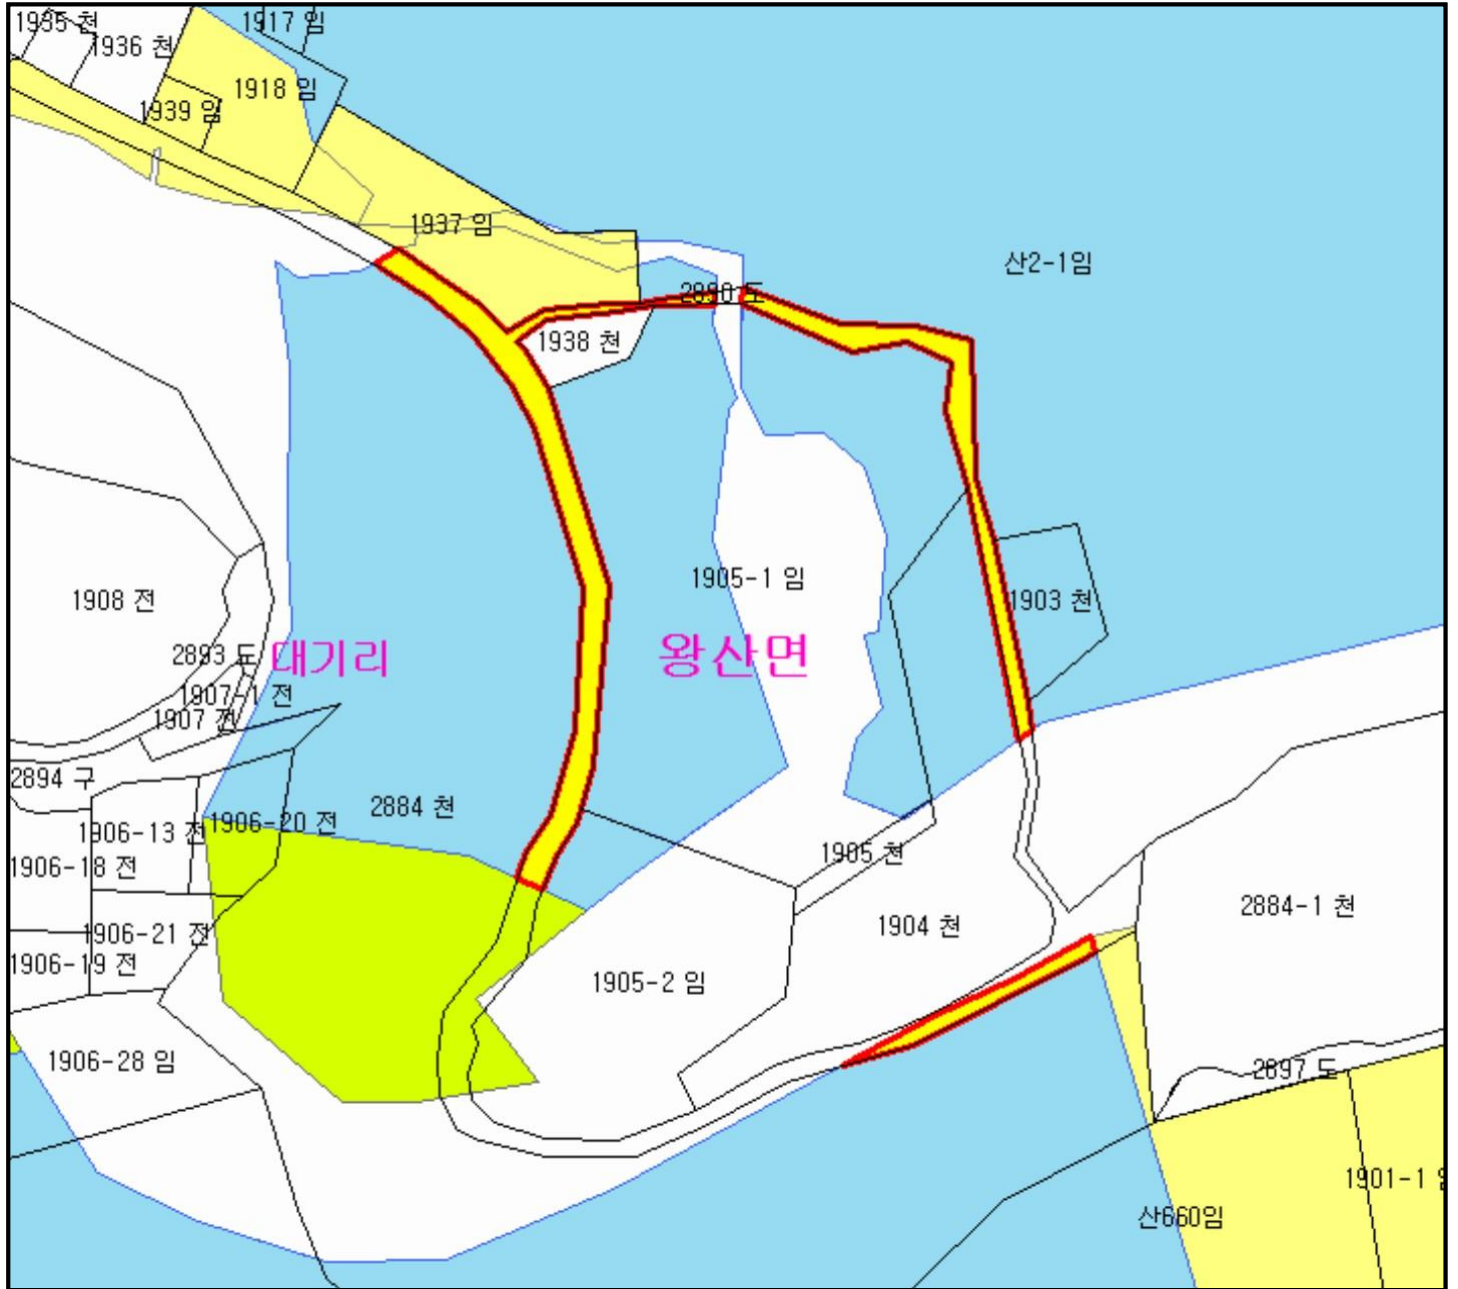 1935 천
1917 임
1936 천
1918 임
1939 임
1937 임
산2-1임
2890 도
1938 천
1905-1 임
1908 전
1903 천
2893 도
대기리
왕산면
1907-1 전
1907 전
2894 구
2884 천
1906-13 전
1906-20 전
1905 천
1906-18 전
2884-1 천
1904 천
1906-21 전
1906-19 전
1905-2 임
1906-28 임
2897 도
1901-1
산660임